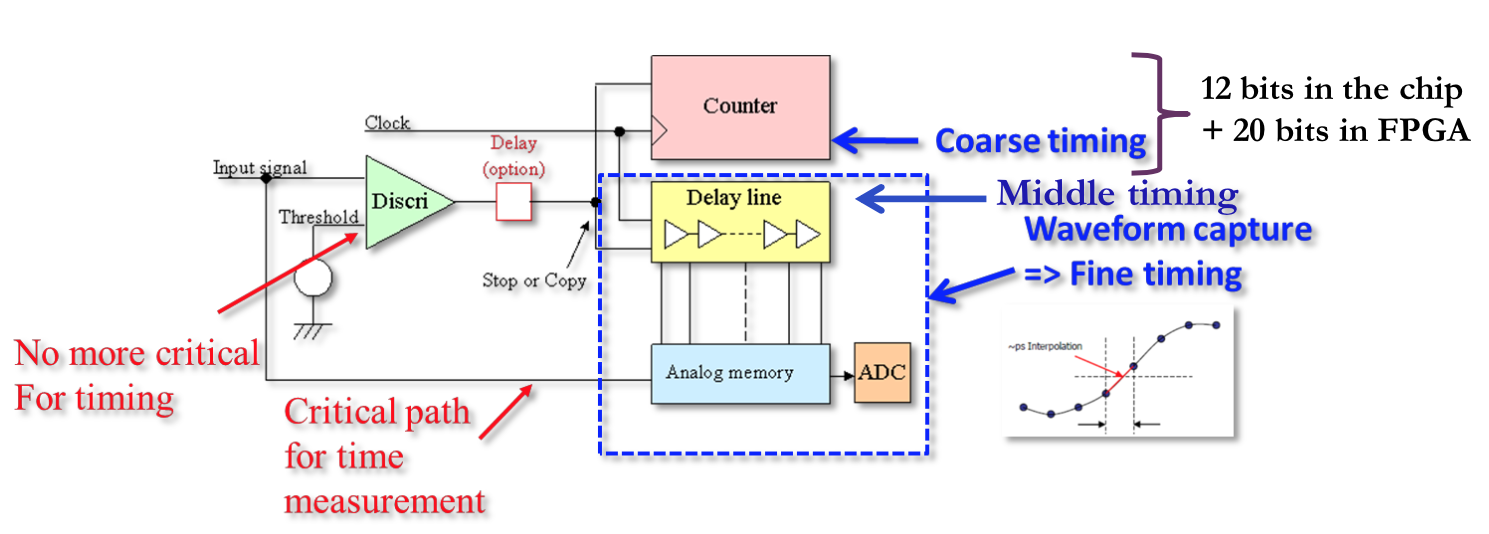 Counter
12 bits in the chip
+ 20 bits in FPGA
Clock
Coarse timing
Delay
(option)
Input signal
Discri
Delay line
Middle timing
Threshold
Waveform capture
=> Fine timing
Stop or Copy
~ps Interpolation
No more critical
For timing
Analog memory
ADC
Critical path
for time
measurement